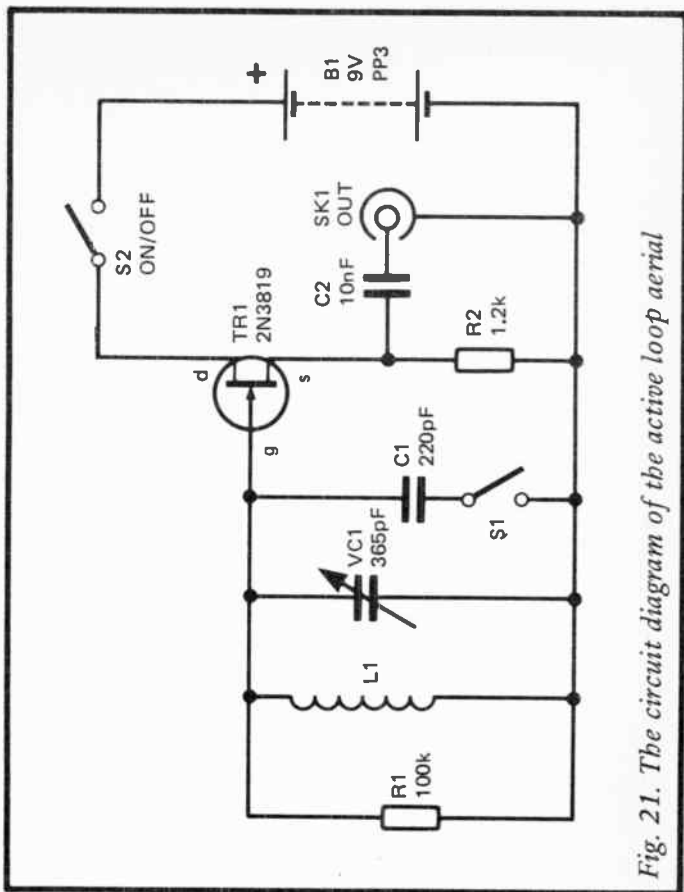 S2
ON/OFF
+
B1
9V
PP3
d
TR1
2N3819
g
s
C2
10nF
SK1
OUT
R1
100k
L1
VC1
365pF
C1
220pF
S1
R2
1.2k
Fig. 21. The circuit diagram of the active loop aerial